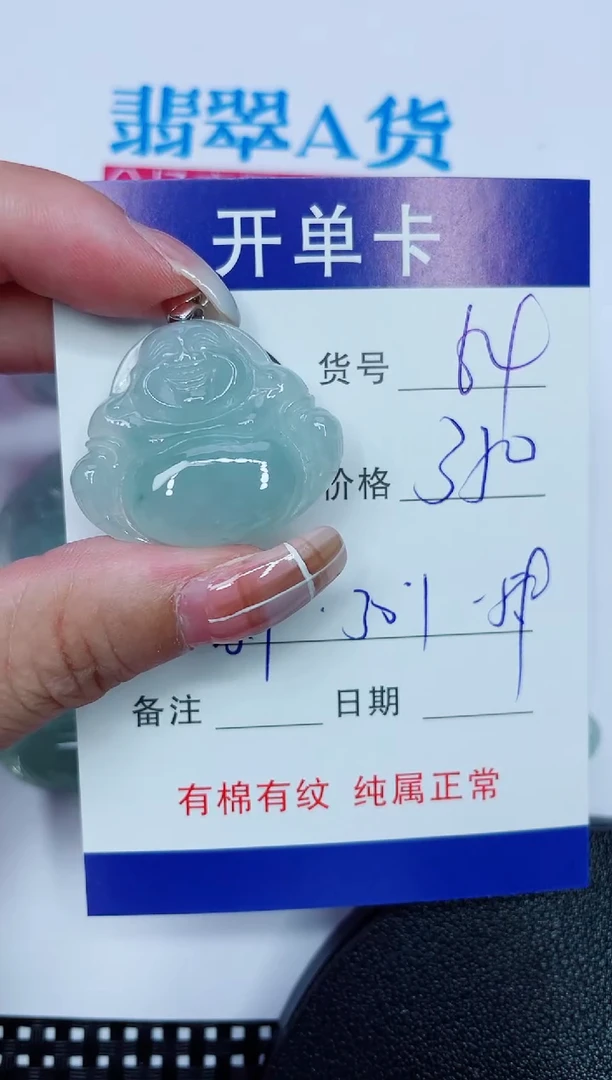 翡翠A货
开单卡
货号 64
价格
备注 日期
有棉有纹 纯属正常